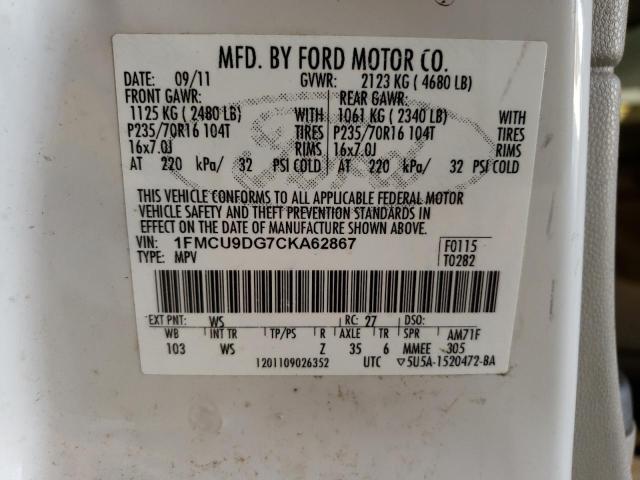 MFD. BY FORD MOTOR CO.
DATE: 09/11 GVWR: 2123 KG ( 4680 LB)
FRONT GAWR: REAR GAWR:
1125 KG ( 2480 LB) WITH 1061 KG ( 2340 LB) WITH
P235/70R16 104T TIRES P235/70R16 104T TIRES
16x7.0J RIMS 16x7.0J RIMS
AT 220 kPa/ 32 PSI COLD AT 220 kPa/ 32 PSI COLD
THIS VEHICLE CONFORMS TO ALL APPLICABLE FEDERAL MOTOR
VEHICLE SAFETY AND THEFT PREVENTION STANDARDS IN
EFFECT ON THE DATE OF MANUFACTURE SHOWN ABOVE.
VIN: 1FMCU9DG7CKA62867 F0115
TYPE: MPV T0282
EXT PNT: WS RC: 27 DSO:
WB INT TR TP/PS R AXLE TR SPR AM71F
103 WS Z 35 6 MMEE 305
1201109026352 UTC ▽5U5A-1520472-BA